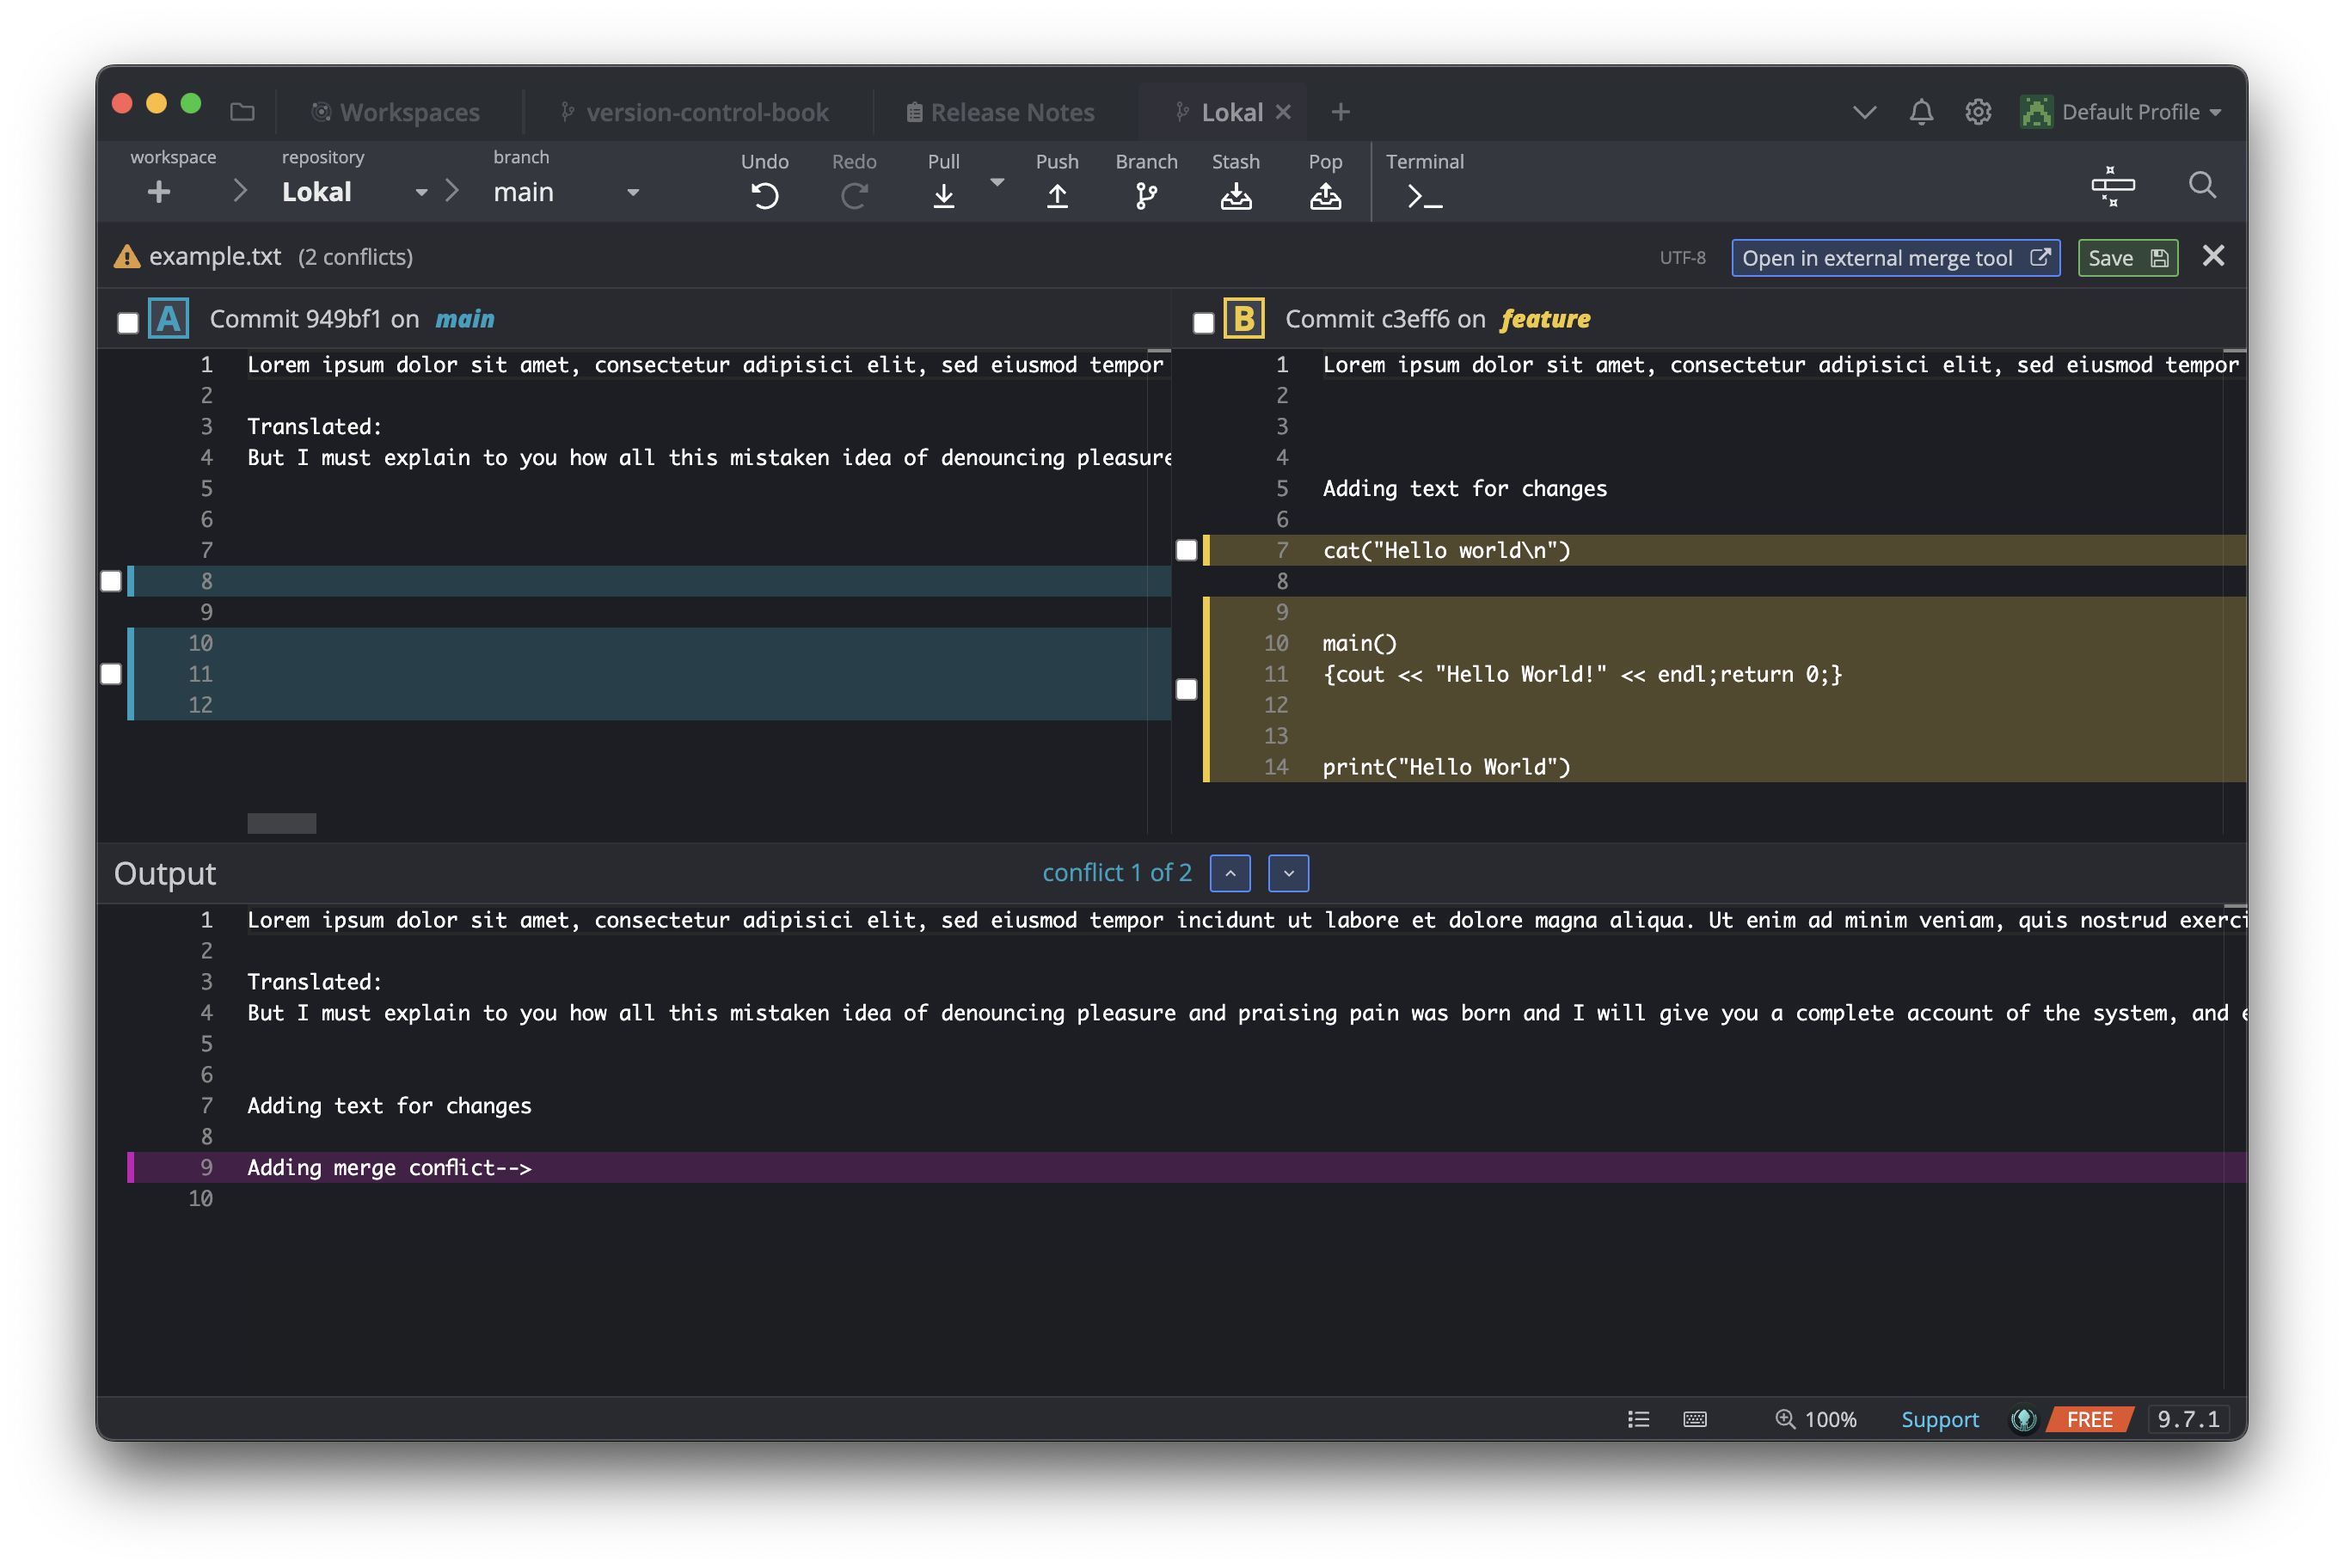 Workspaces version-control-book Release Notes Lokal Default Profile
workspace repository branch Undo Redo Pull Push Branch Stash Pop Terminal
Lokal main
example.txt (2 conflicts) UTF-8 Open in external merge tool Save
A Commit 949bf1 on main
1 Lorem ipsum dolor sit amet, consectetur adipisici elit, sed eiusmod tempor
2
3 Translated:
4 But I must explain to you how all this mistaken idea of denouncing pleasure
5
6
7
8
9
10
11
12
B Commit c3eff6 on feature
1 Lorem ipsum dolor sit amet, consectetur adipisici elit, sed eiusmod tempor
2
3
4
5 Adding text for changes
6
7 cat("Hello world\n")
8
9
10 main()
11 {cout << "Hello World!" << endl;return 0;}
12
13
14 print("Hello World")
Output conflict 1 of 2
1 Lorem ipsum dolor sit amet, consectetur adipisici elit, sed eiusmod tempor incidunt ut labore et dolore magna aliqua. Ut enim ad minim veniam, quis nostrud exerci
2
3 Translated:
4 But I must explain to you how all this mistaken idea of denouncing pleasure and praising pain was born and I will give you a complete account of the system, and e
5
6
7 Adding text for changes
8
9 Adding merge conflict-->
10
100% Support FREE 9.7.1